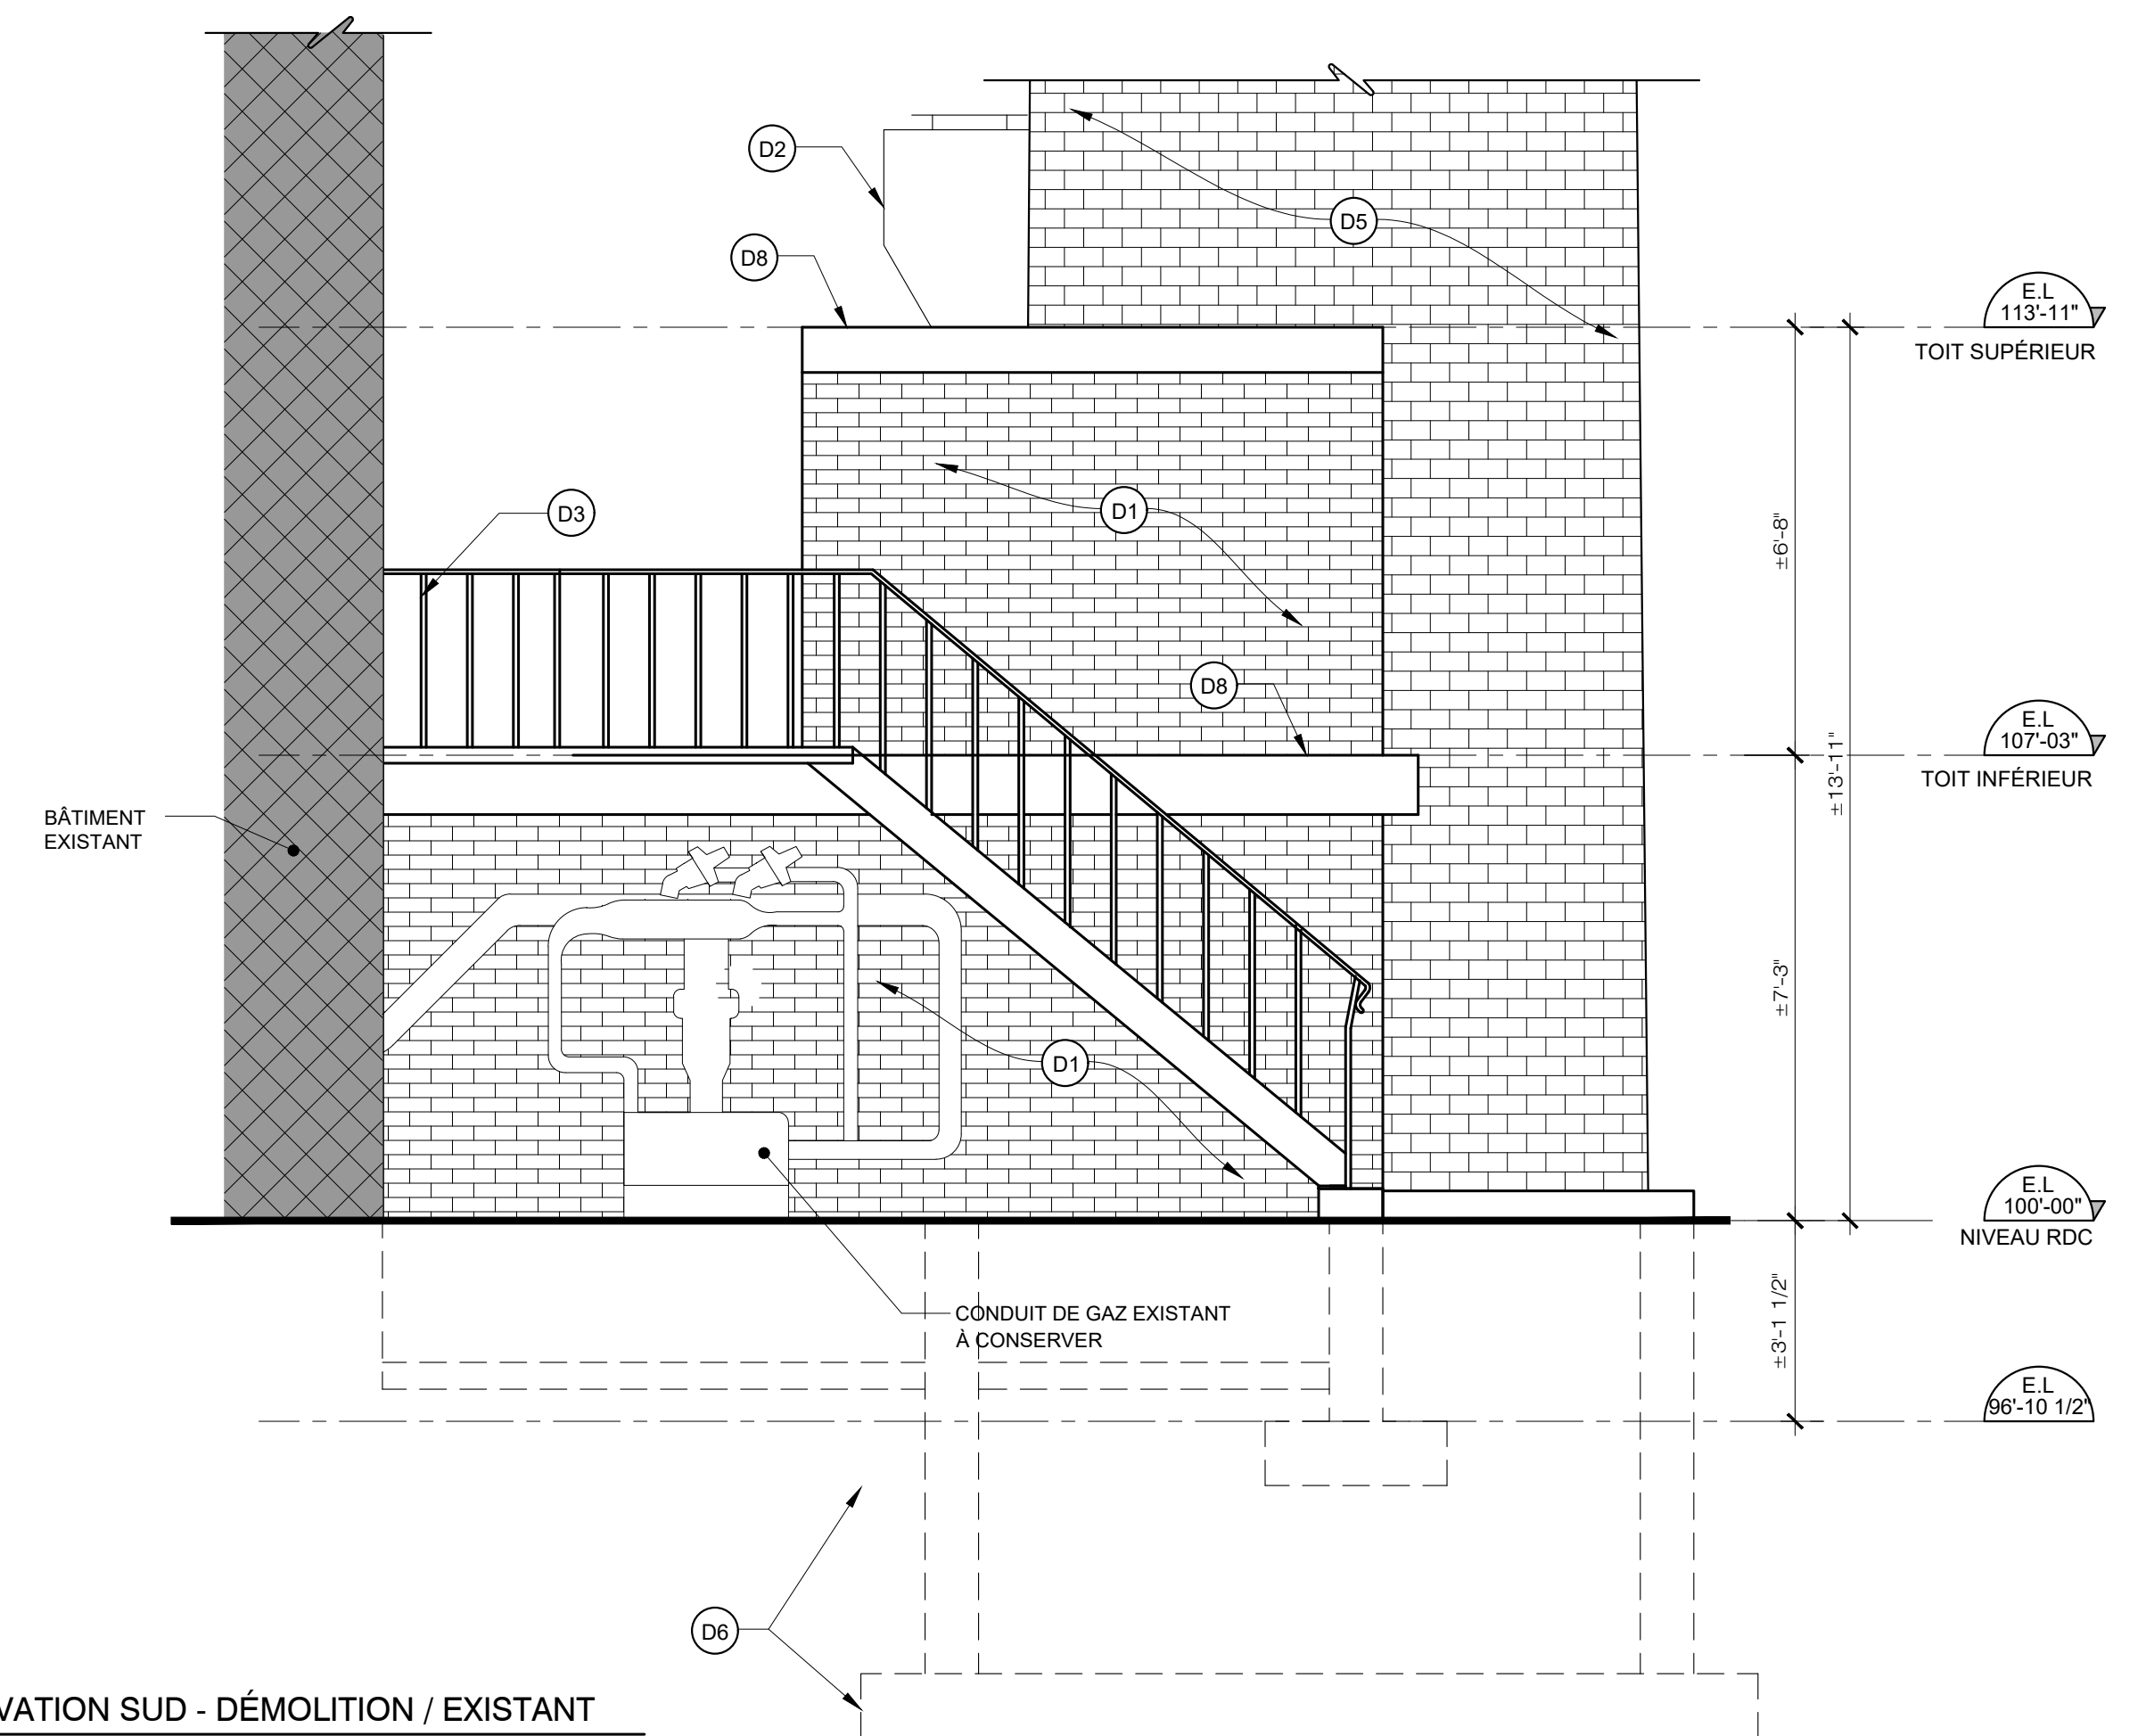 D2
D5
D8
E.L
113'-11"
TOIT SUPÉRIEUR
D3
D1
±6'-8"
D8
E.L
107'-03"
TOIT INFÉRIEUR
±13'-11"
BÂTIMENT
EXISTANT
±7'-3"
D1
E.L
100'-00"
NIVEAU RDC
CONDUIT DE GAZ EXISTANT
À CONSERVER
±3'-1 1/2"
E.L
96'-10 1/2"
D6
VATION SUD - DÉMOLITION / EXISTANT